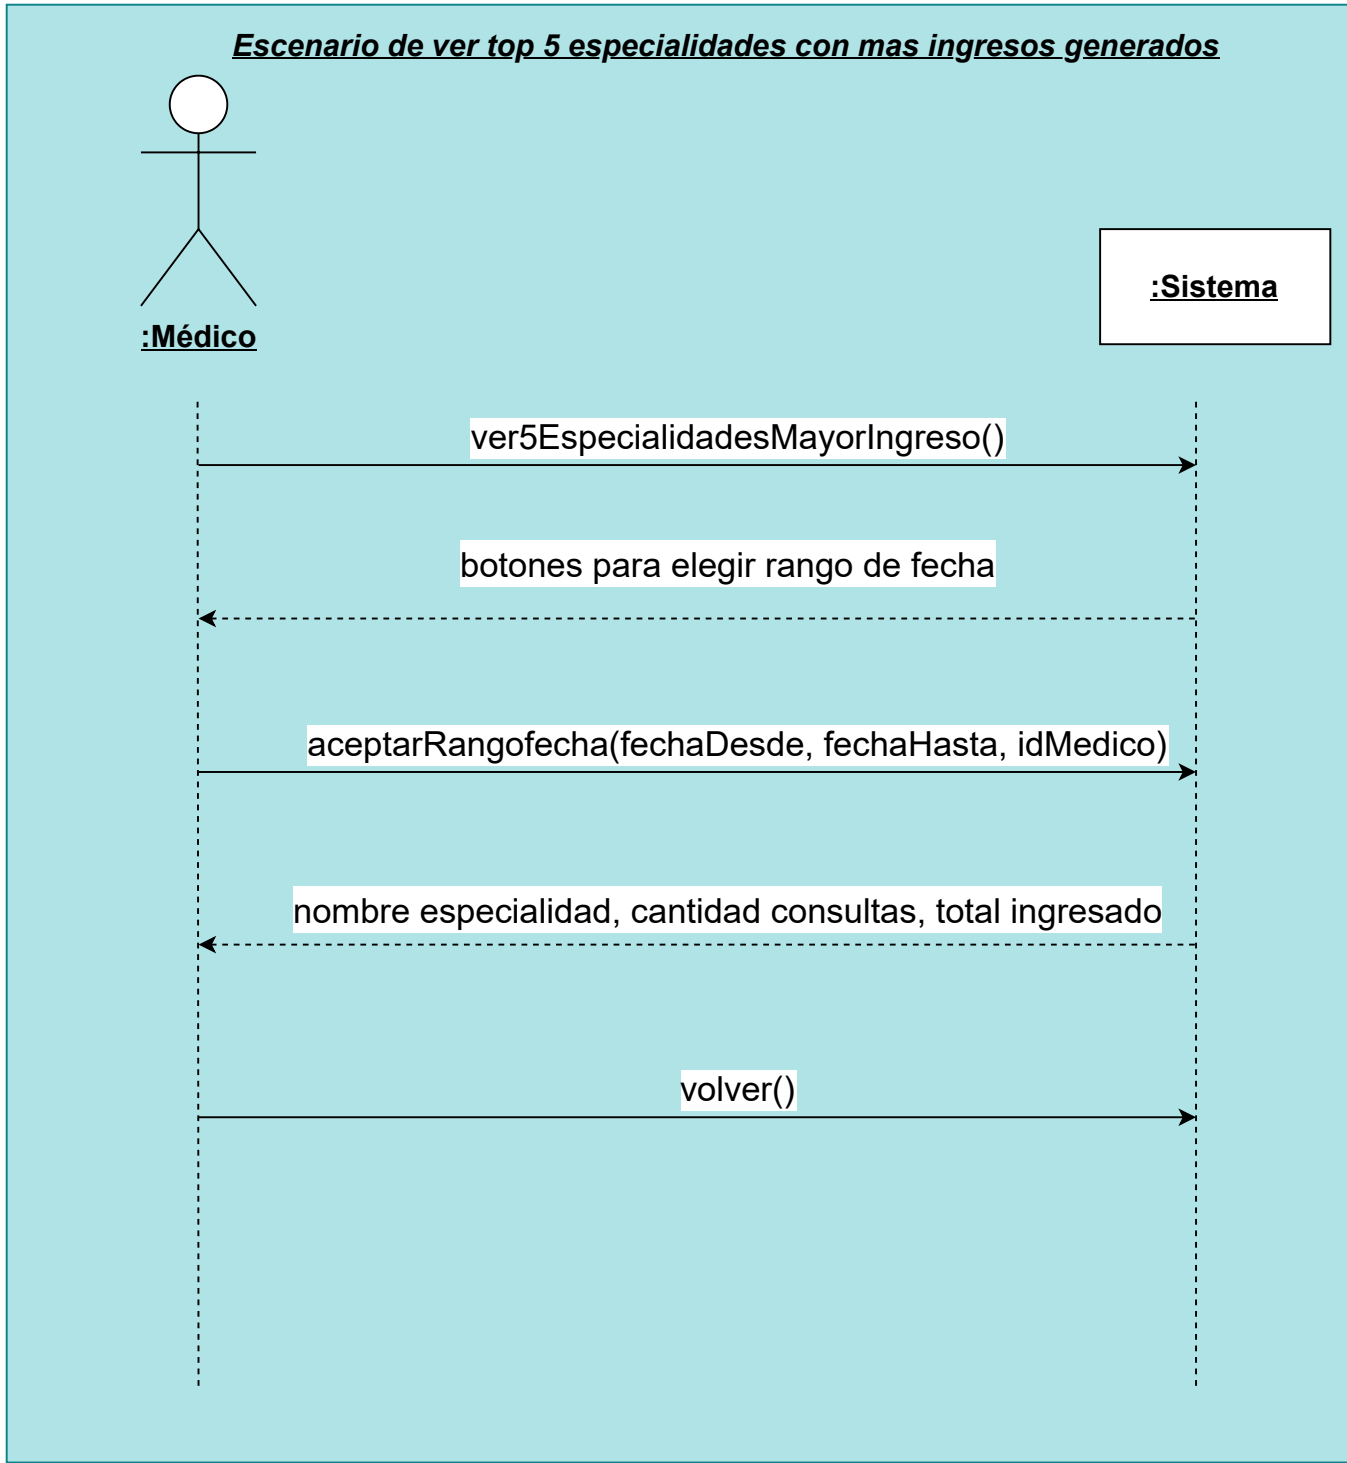 Escenario de ver top 5 especialidades con mas ingresos generados
:Médico
:Sistema
ver5EspecialidadesMayorIngreso()
botones para elegir rango de fecha
aceptarRangofecha(fechaDesde, fechaHasta, idMedico)
nombre especialidad, cantidad consultas, total ingresado
volver()